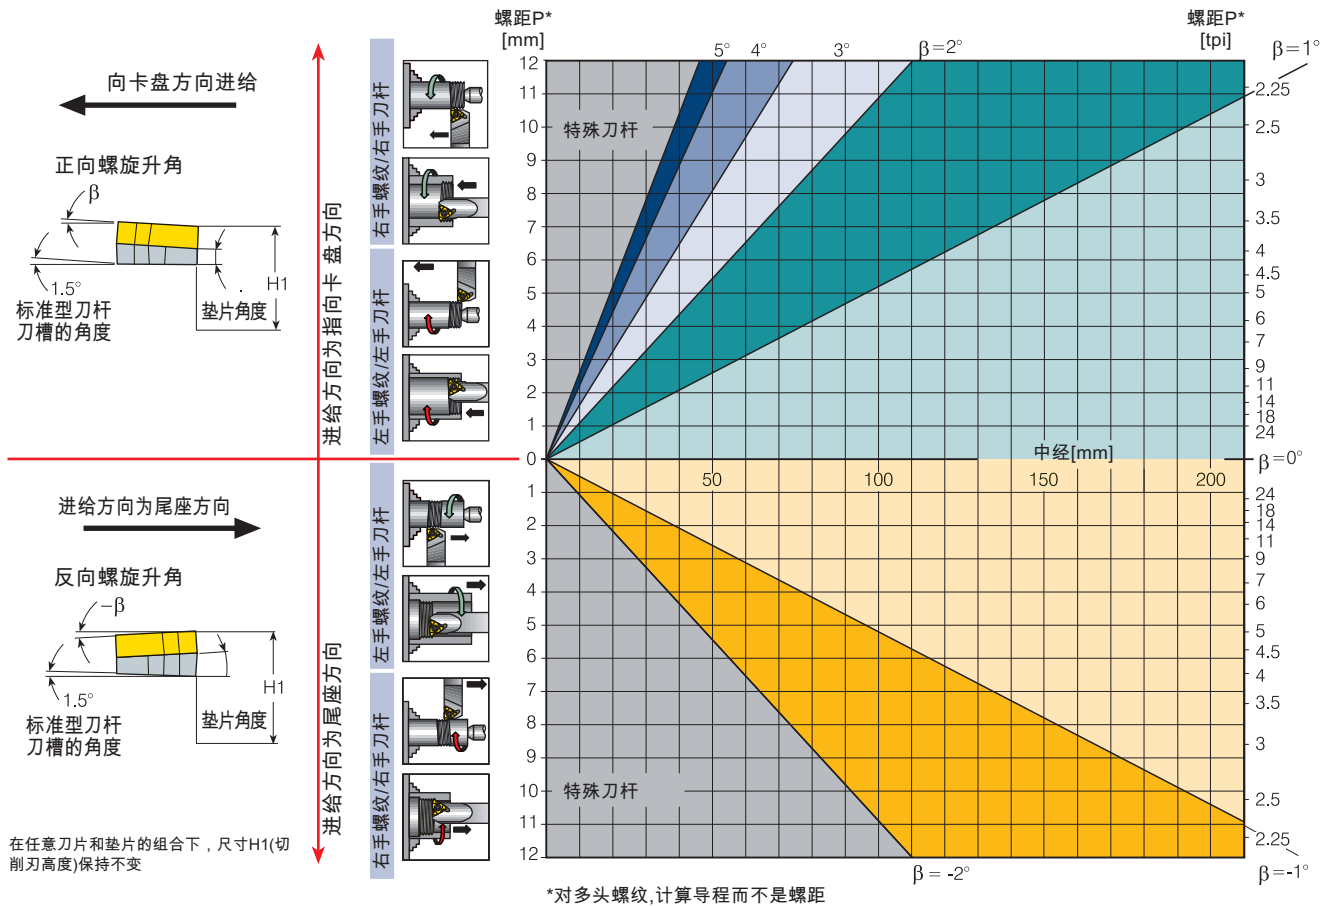 向卡盘方向进给
正向螺旋升角
β
1.5°
标准型刀杆
刀槽的角度
垫片角度
H1
进给方向为尾座方向
反向螺旋升角
-β
1.5°
标准型刀杆
刀槽的角度
垫片角度
H1
在任意刀片和垫片的组合下，尺寸H1(切
削刃高度)保持不变
进给方向为指向卡 盘方向
进给方向为尾座方向
右手螺纹/右手刀杆
左手螺纹/左手刀杆
左手螺纹/左手刀杆
右手螺纹/右手刀杆
螺距P*
[mm]
12
11
10
9
8
7
6
5
4
3
2
1
0
1
2
3
4
5
6
7
8
9
10
11
12
5°
4°
3°
β=2°
特殊刀杆
中经[mm]
50
100
150
200
特殊刀杆
β = -2°
螺距P*
[tpi]
β=1°
2.25
2.5
3
3.5
4
4.5
5
6
7
9
11
14
18
24
β=0°
24
18
14
11
9
7
6
5
4.5
4
3.5
3
2.5
2.25
β=-1°
*对多头螺纹,计算导程而不是螺距